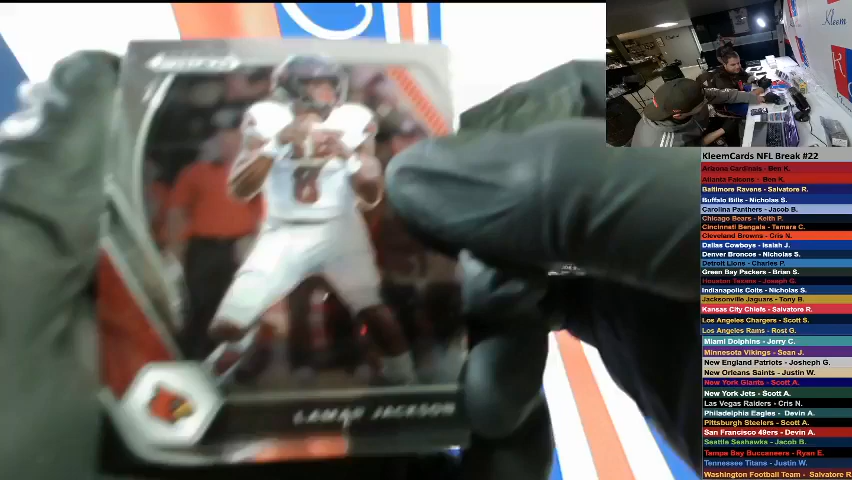 PRIZM
LAMAR JACKSON
8
Kleem
KleemCards NFL Break #22
Arizona Cardinals - Ben K.
Atlanta Falcons - Ben K.
Baltimore Ravens - Salvatore R.
Buffalo Bills - Nicholas S.
Carolina Panthers - Jacob B.
Chicago Bears - Keith P.
Cincinnati Bengals - Tamara C.
Cleveland Browns - Cris N.
Dallas Cowboys - Isaiah J.
Denver Broncos - Nicholas S.
Detroit Lions - Charles P.
Green Bay Packers - Brian S.
Houston Texans - Joseph G.
Indianapolis Colts - Nicholas S.
Jacksonville Jaguars - Tony B.
Kansas City Chiefs - Salvatore R.
Los Angeles Chargers - Scott S.
Los Angeles Rams - Rost G.
Miami Dolphins - Jerry C.
Minnesota Vikings - Sean J.
New England Patriots - Josheph G.
New Orleans Saints - Justin W.
New York Giants - Scott A.
New York Jets - Scott A.
Las Vegas Raiders - Cris N.
Philadelphia Eagles - Devin A.
Pittsburgh Steelers - Scott A.
San Francisco 49ers - Devin A.
Seattle Seahawks - Jacob B.
Tampa Bay Buccaneers - Ryan E.
Tennessee Titans - Justin W.
Washington Football Team - Salvatore R